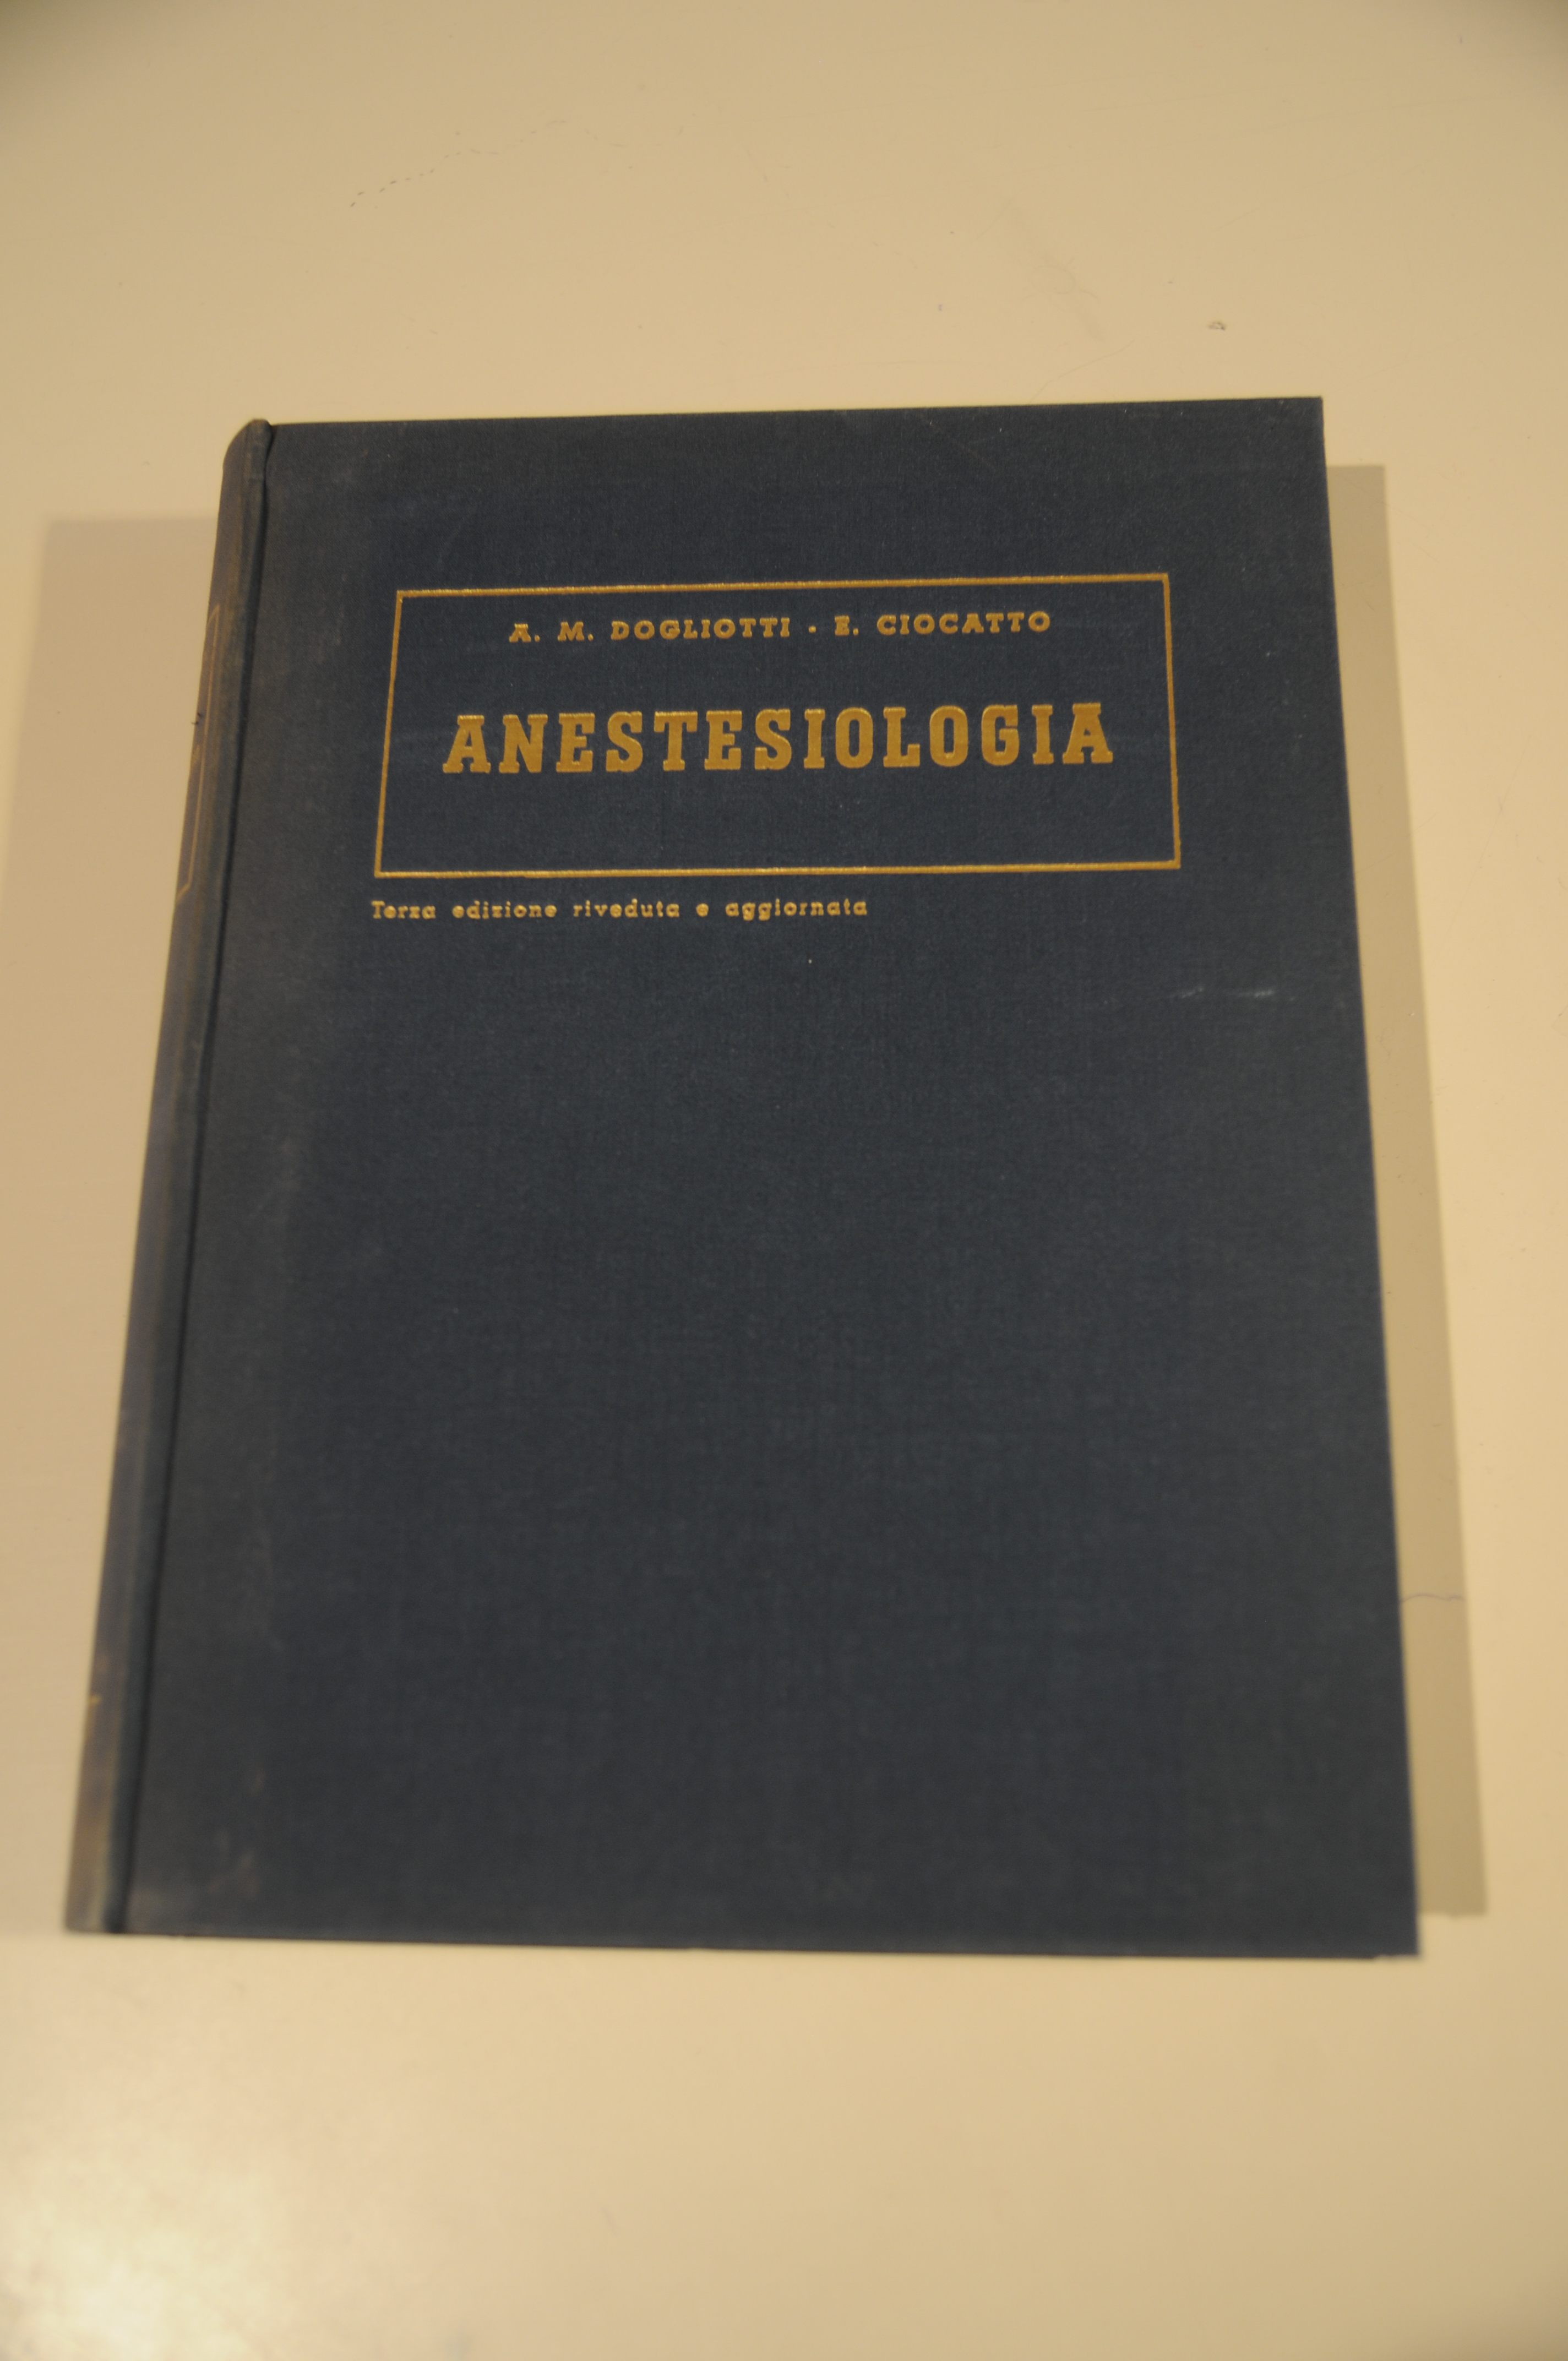 A. M. DOGLIOTTI · E. CIOCATTO
ANESTESIOLOGIA
Terza edizione riveduta e aggiornata